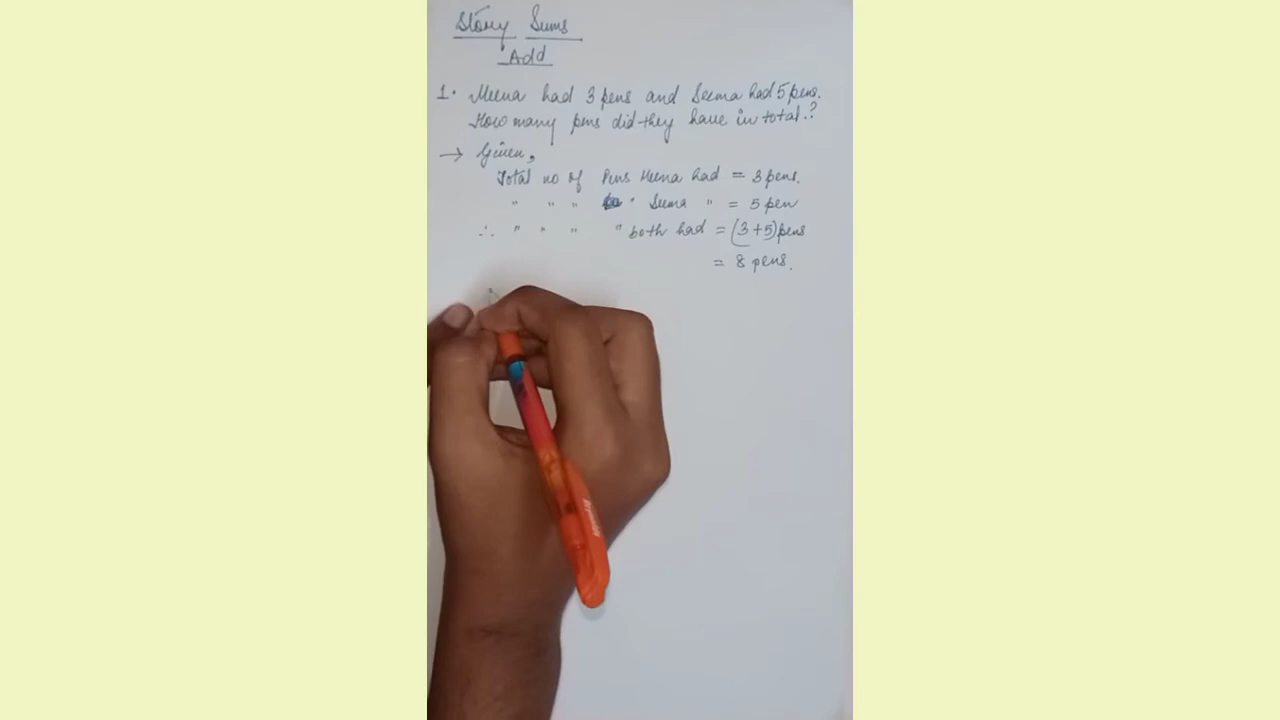 Story Sums
Add
1. Meena had 3 pens and Seema had 5 pens.
How many pens did they have in total.?
→ Given,
Total no of Pens Meena had = 3 pens.
" " " " Seema " = 5 pen
∴ " " " " both had = (3+5)pens
= 8 pens.